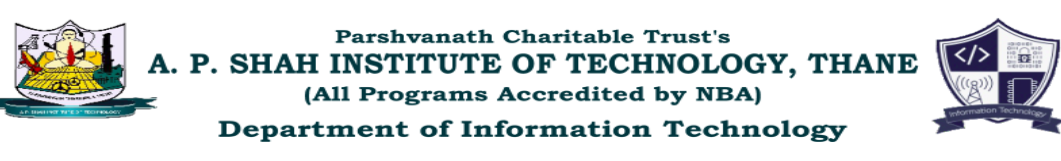 Parshvanath Charitable Trust's
A. P. SHAH INSTITUTE OF TECHNOLOGY, THANE
(All Programs Accredited by NBA)
Department of Information Technology
</>
((o))
Information Technology